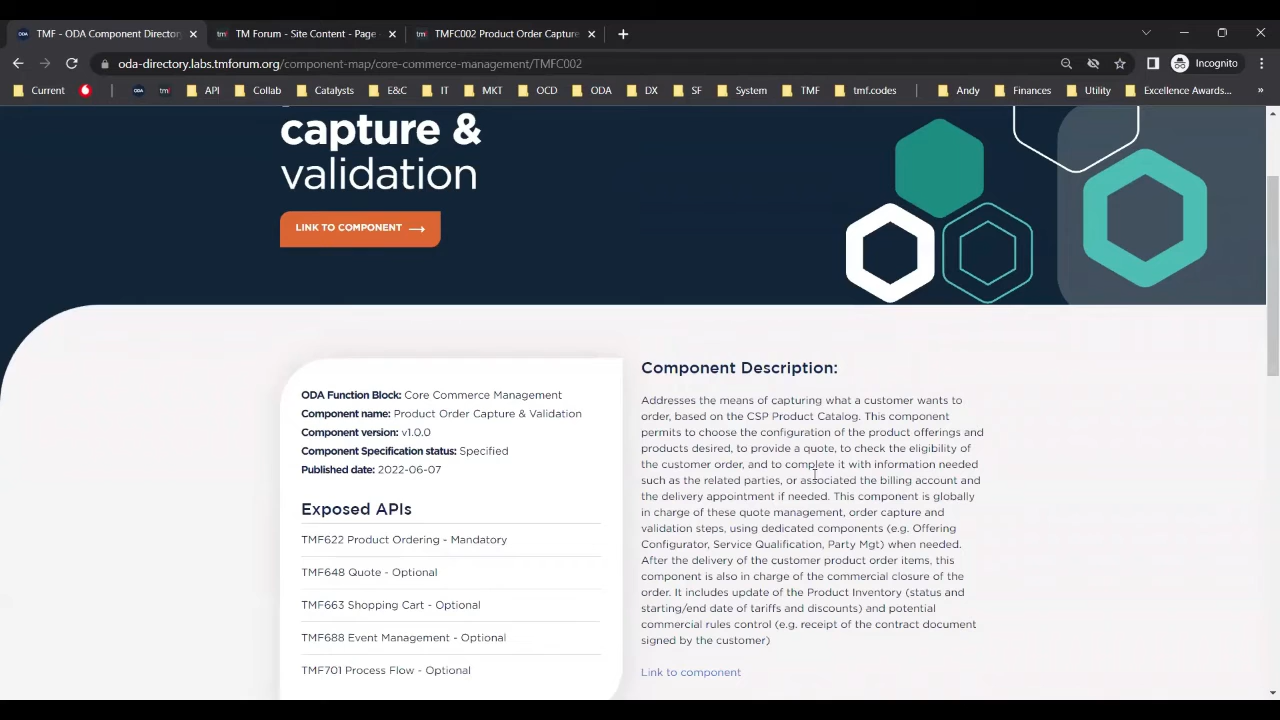 TMF - ODA Component Director
TM Forum - Site Content - Page
TMFC002 Product Order Capture
oda-directory.labs.tmforum.org/component-map/core-commerce-management/TMFC002
Incognito
Current ODA tm API Collab Catalysts E&C IT MKT OCD ODA DX SF System TMF tmf.codes Andy Finances Utility Excellence Awards... »
capture &
validation
LINK TO COMPONENT →
ODA Function Block: Core Commerce Management
Component name: Product Order Capture & Validation
Component version: v1.0.0
Component Specification status: Specified
Published date: 2022-06-07
Exposed APIs
TMF622 Product Ordering - Mandatory
TMF648 Quote - Optional
TMF663 Shopping Cart - Optional
TMF688 Event Management - Optional
TMF701 Process Flow - Optional
Component Description:
Addresses the means of capturing what a customer wants to
order, based on the CSP Product Catalog. This component
permits to choose the configuration of the product offerings and
products desired, to provide a quote, to check the eligibility of
the customer order, and to complete it with information needed
such as the related parties, or associated the billing account and
the delivery appointment if needed. This component is globally
in charge of these quote management, order capture and
validation steps, using dedicated components (e.g. Offering
Configurator, Service Qualification, Party Mgt) when needed.
After the delivery of the customer product order items, this
component is also in charge of the commercial closure of the
order. It includes update of the Product Inventory (status and
starting/end date of tariffs and discounts) and potential
commercial rules control (e.g. receipt of the contract document
signed by the customer)
Link to component